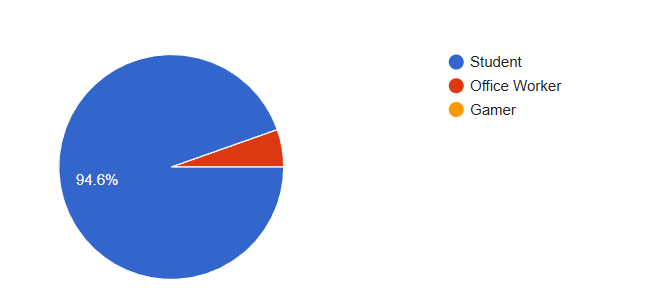 Student
Office Worker
Gamer
94.6%